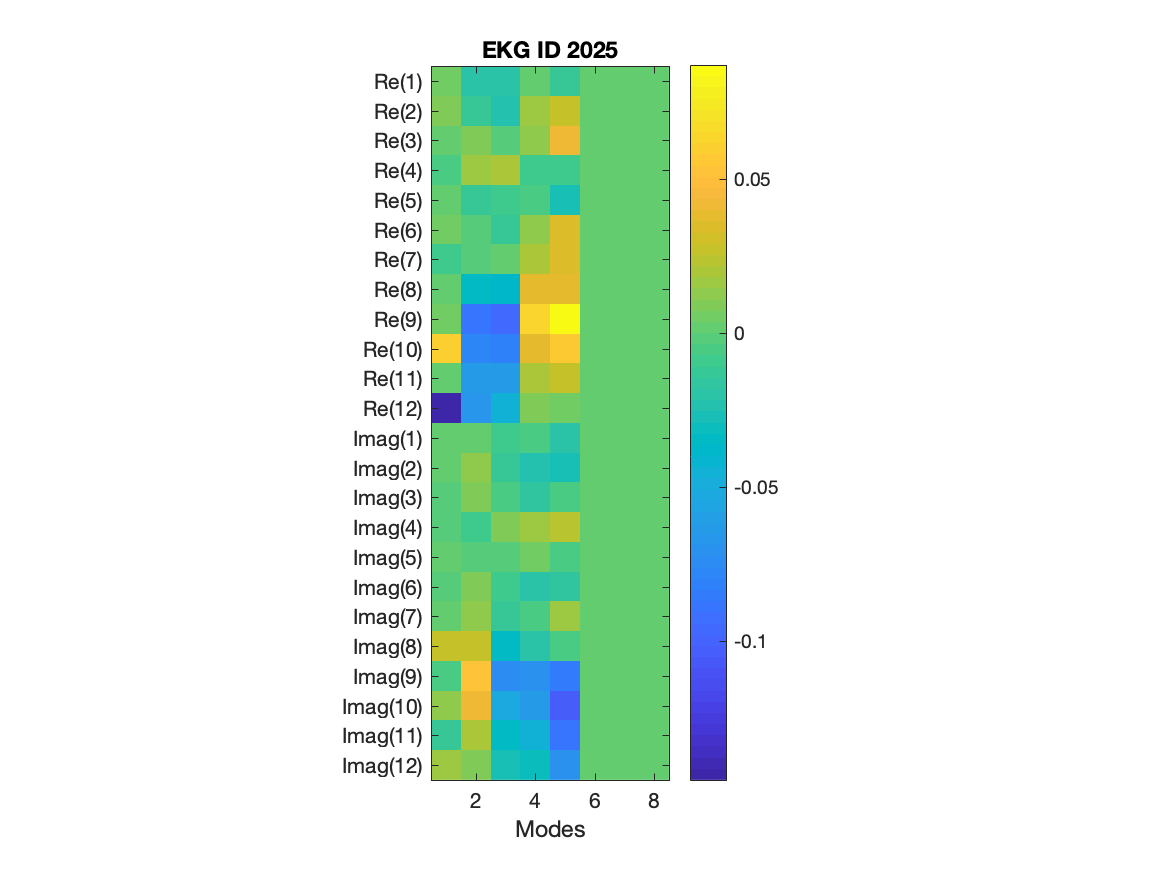 EKG ID 2025
Re(1)
Re(2)
Re(3)
Re(4)
Re(5)
Re(6)
Re(7)
Re(8)
Re(9)
Re(10)
Re(11)
Re(12)
Imag(1)
Imag(2)
Imag(3)
Imag(4)
Imag(5)
Imag(6)
Imag(7)
Imag(8)
Imag(9)
Imag(10)
Imag(11)
Imag(12)
2 4 6 8
Modes
0.05
0
-0.05
-0.1